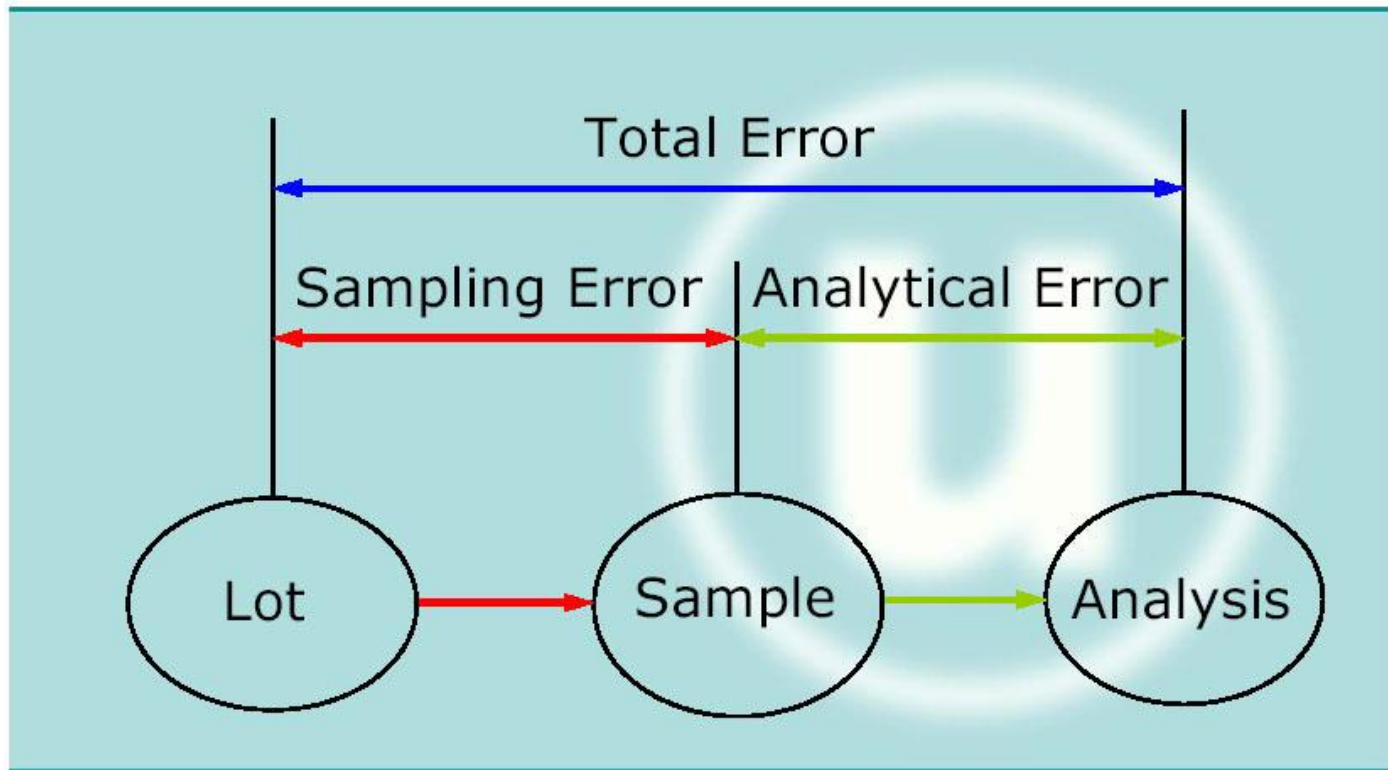 Total Error
Sampling Error
Analytical Error
Lot
Sample
Analysis
u